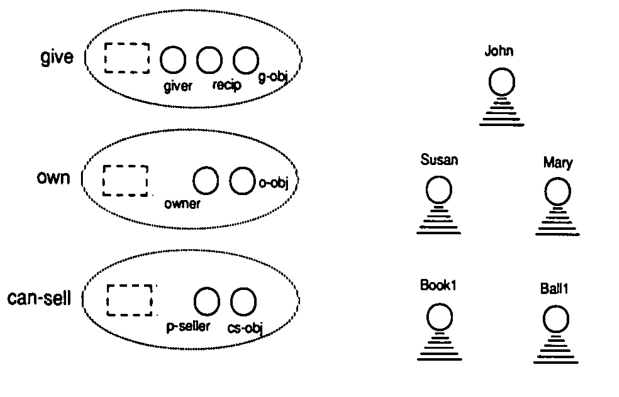 give
giver recip g-obj
John
own
owner o-obj
Susan Mary
can-sell
p-seller cs-obj
Book1 Ball1